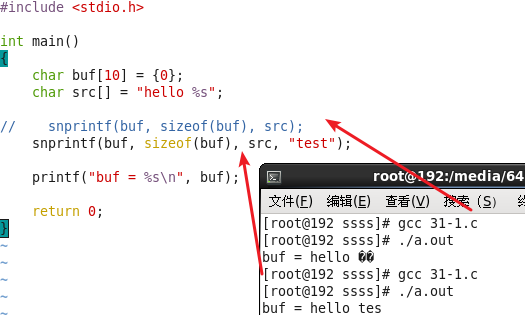 #include <stdio.h>
int main()
{
char buf[10] = {0};
char src[] = "hello %s";
// snprintf(buf, sizeof(buf), src);
snprintf(buf, sizeof(buf), src, "test");
printf("buf = %s\n", buf);
return 0;
}
~
~
~
~
~
root@192:/media/64
文件(F) 编辑(E) 查看(V) 搜索(S)
[root@192 ssss]# gcc 31-1.c
[root@192 ssss]# ./a.out
buf = hello ��
[root@192 ssss]# gcc 31-1.c
[root@192 ssss]# ./a.out
buf = hello tes